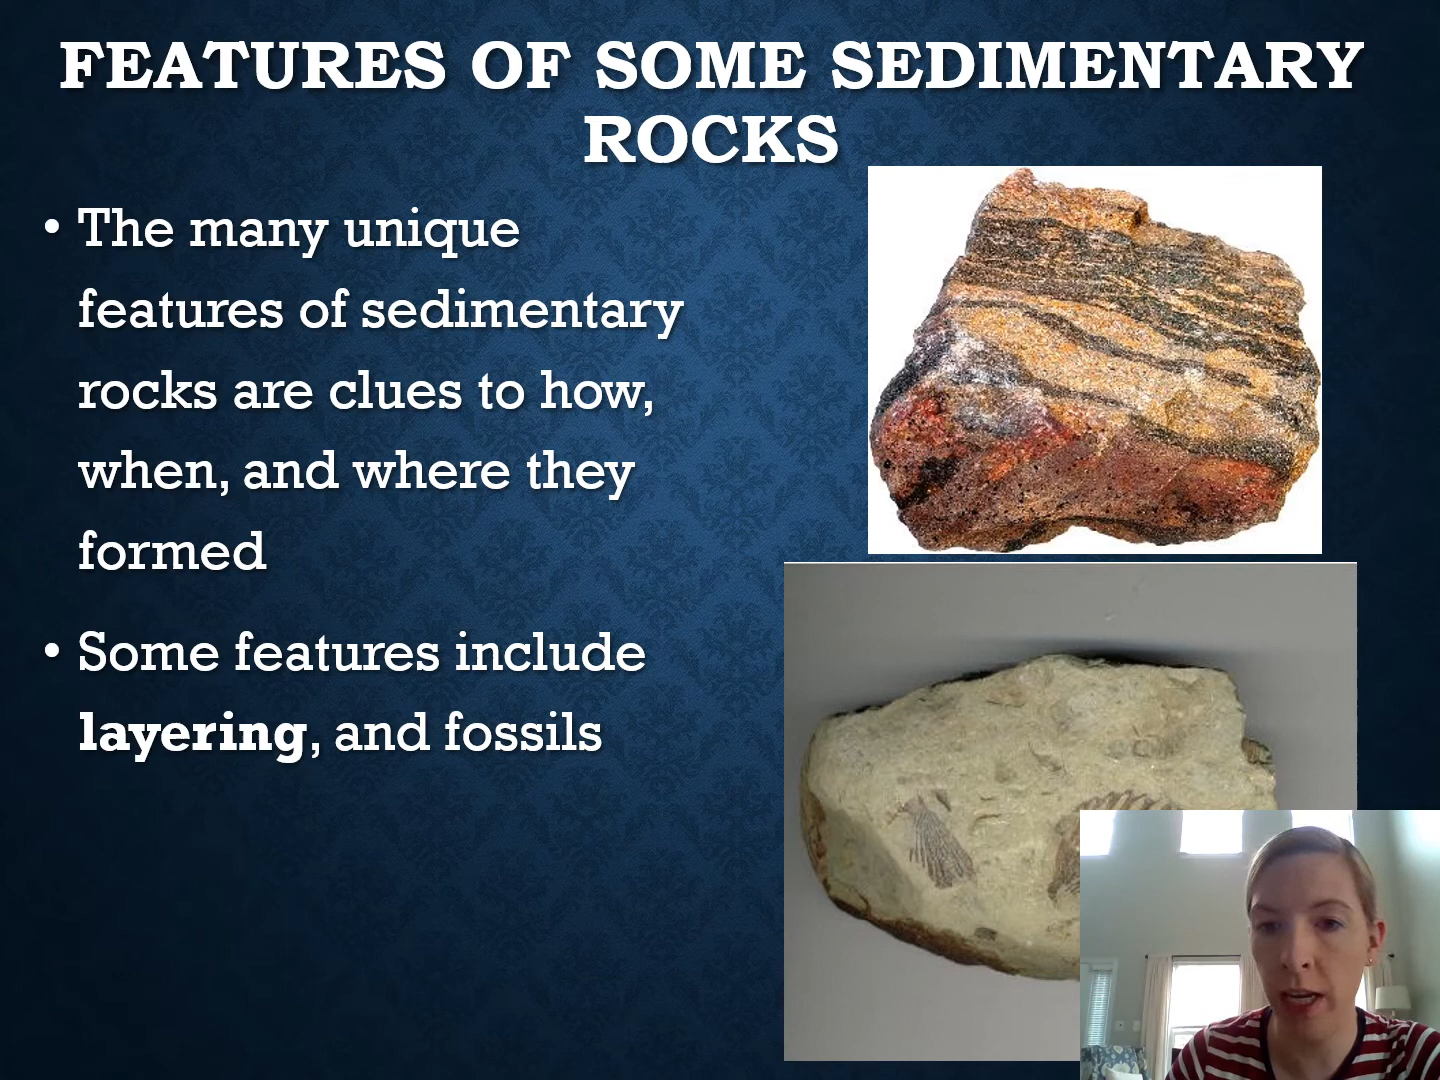 FEATURES OF SOME SEDIMENTARY
ROCKS
• The many unique
features of sedimentary
rocks are clues to how,
when, and where they
formed
• Some features include
layering, and fossils